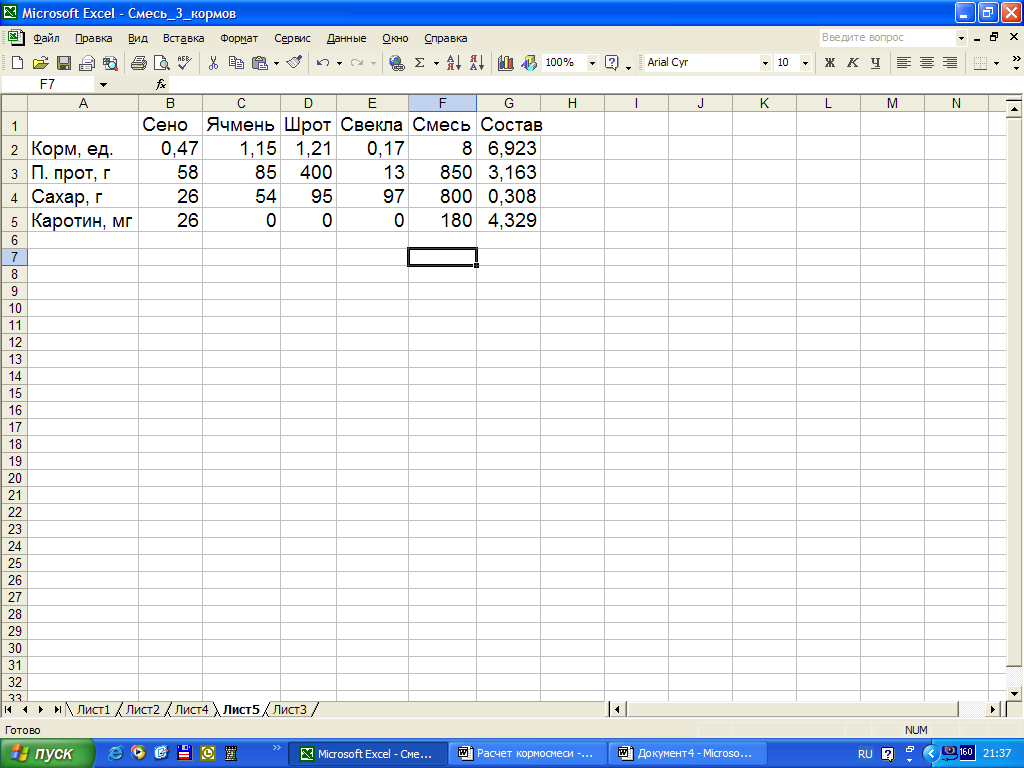 Microsoft Excel - Смесь_3_кормов
Файл Правка Вид Вставка Формат Сервис Данные Окно Справка Введите вопрос
100% Arial Cyr 10 Ж К Ч
F7 fx
A B C D E F G H I J K L M N
1 Сено Ячмень Шрот Свекла Смесь Состав
2 Корм, ед. 0,47 1,15 1,21 0,17 8 6,923
3 П. прот, г 58 85 400 13 850 3,163
4 Сахар, г 26 54 95 97 800 0,308
5 Каротин, мг 26 0 0 0 180 4,329
6
7
8
9
10
11
12
13
14
15
16
17
18
19
20
21
22
23
24
25
26
27
28
29
30
31
32
33
Лист1 Лист2 Лист4 Лист5 Лист3
Готово NUM
пуск Microsoft Excel - Сме... Расчет кормосмеси -... Документ4 - Microso... RU 160 21:37